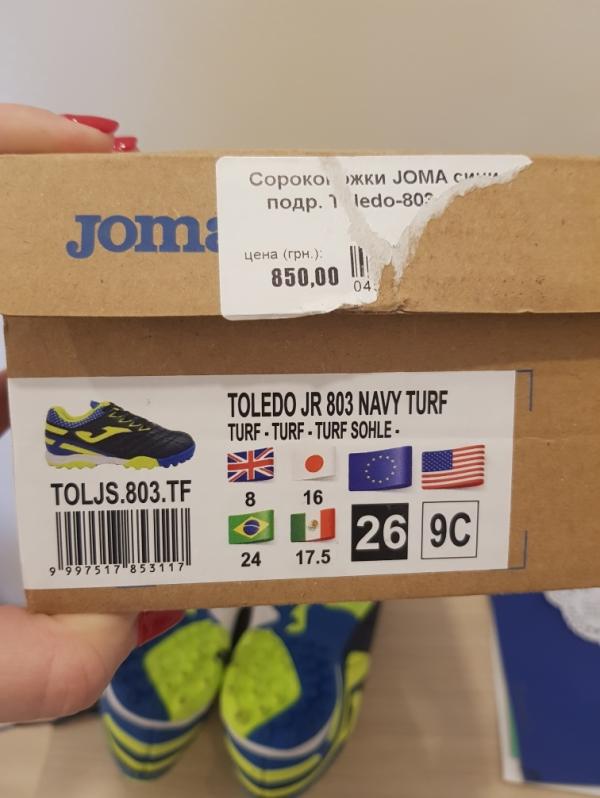 Сороконожки JOMA сини
подр. Toledo-803
Joma
цена (грн.):
850,00
04
TOLEDO JR 803 NAVY TURF
TURF - TURF - TURF SOHLE -
TOLJS.803.TF
8 16
26 9C
24 17.5
9 997517 853117